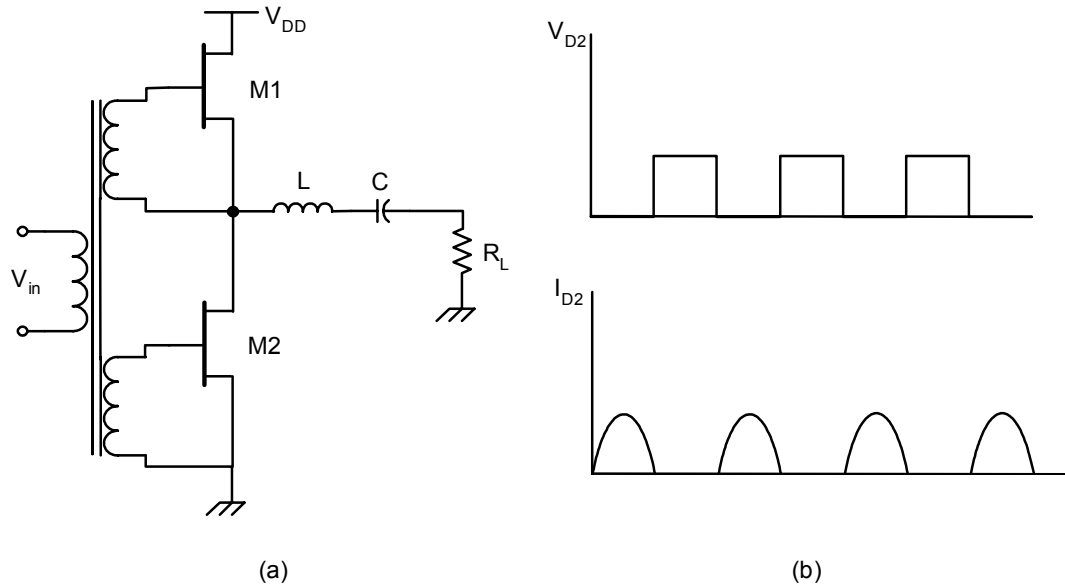 V_DD
M1
L
C
R_L
V_in
M2
(a)
V_D2
I_D2
(b)